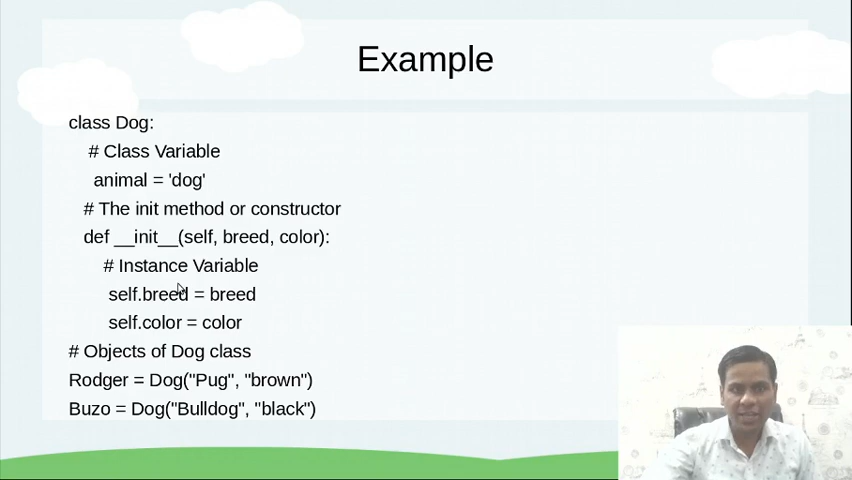 Example
class Dog:
# Class Variable
animal = 'dog'
# The init method or constructor
def __init__(self, breed, color):
# Instance Variable
self.breed = breed
self.color = color
# Objects of Dog class
Rodger = Dog("Pug", "brown")
Buzo = Dog("Bulldog", "black")